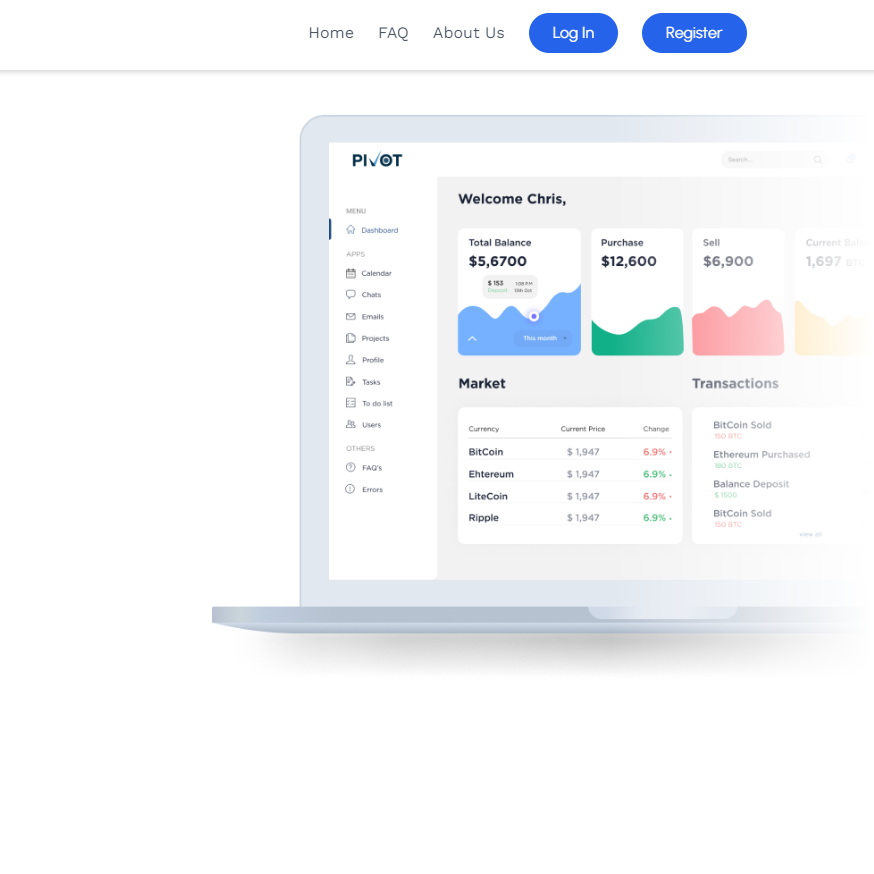 Home FAQ About Us Log In Register
PIVOT
Search...
Welcome Chris,
MENU
Dashboard
APPS
Calendar
Chats
Emails
Projects
Profile
Tasks
To do list
Users
OTHERS
FAQ's
Errors
Total Balance
$5,6700
$ 153 1:08 PM
13th Oct
This month
Purchase
$12,600
Sell
$6,900
Current
1,697 BTC
Market
Currency Current Price Change
BitCoin $ 1,947 6.9%
Ehtereum $ 1,947 6.9%
LiteCoin $ 1,947 6.9%
Ripple $ 1,947 6.9%
Transactions
BitCoin Sold
150 BTC
Ethereum Purchased
180 BTC
Balance Deposit
$ 1500
BitCoin Sold
150 BTC
view all